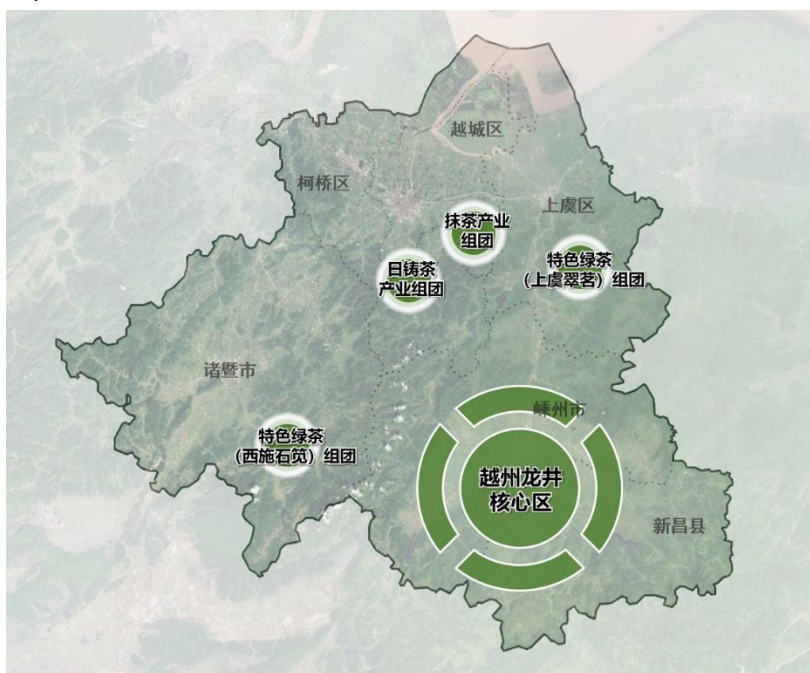 越城区
柯桥区
上虞区
抹茶产业
组团
日铸茶
产业组团
特色绿茶
（上虞翠茗）组团
诸暨市
嵊州市
特色绿茶
（西施石笕）组团
越州龙井
核心区
新昌县